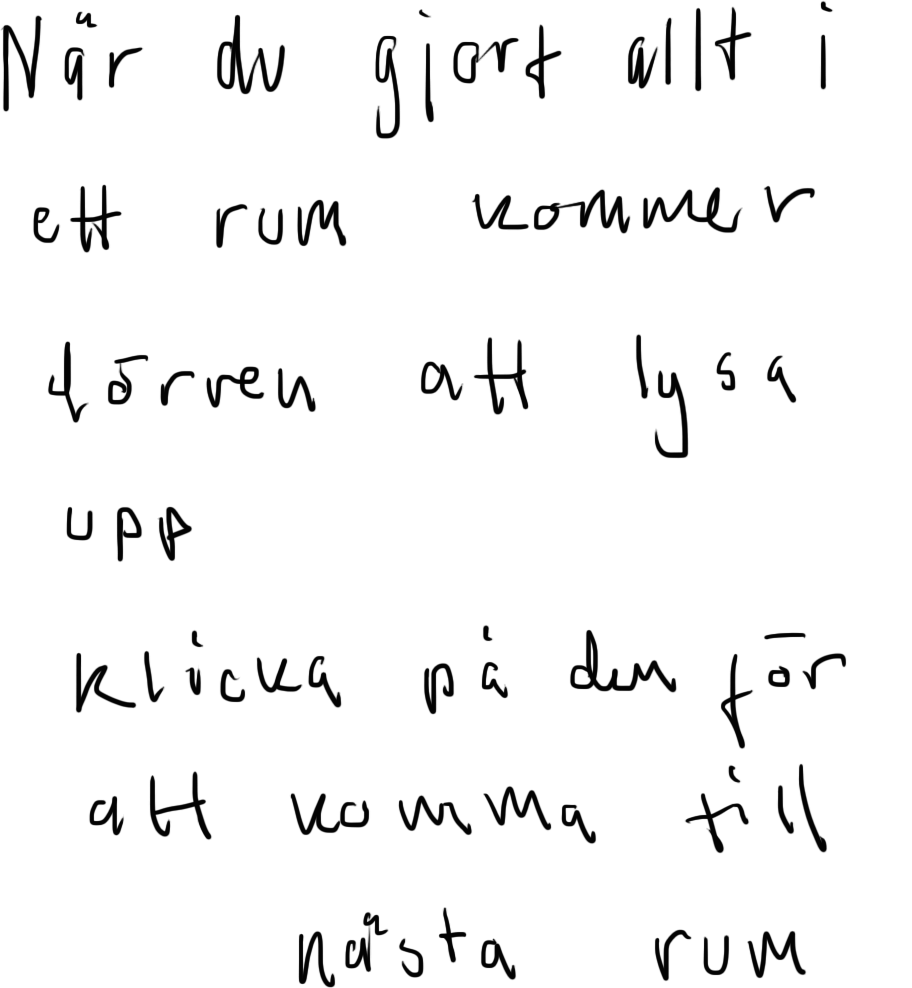 När du gjort allt i
ett rum kommer
dörren att lysa
upp
klicka på den för
att komma till
nästa rum